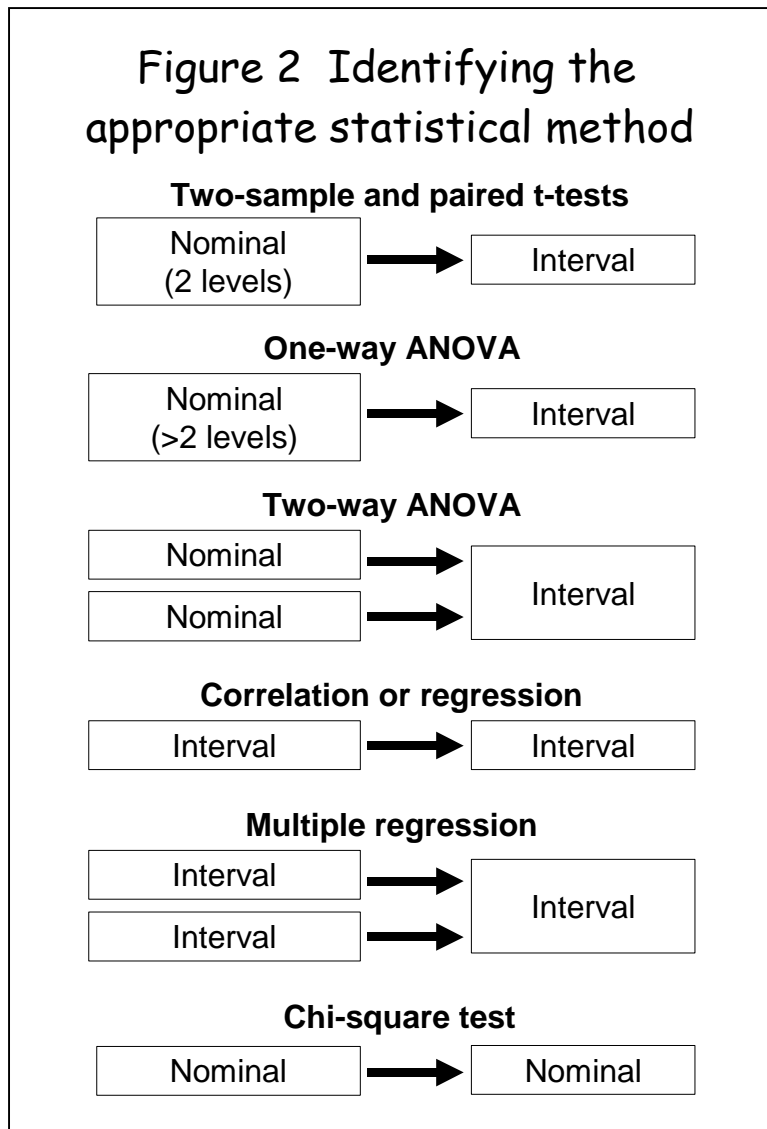 Figure 2  Identifying the
appropriate statistical method
Two-sample and paired t-tests
Nominal
(2 levels)
Interval
One-way ANOVA
Nominal
(>2 levels)
Interval
Two-way ANOVA
Nominal
Nominal
Interval
Correlation or regression
Interval
Interval
Multiple regression
Interval
Interval
Interval
Chi-square test
Nominal
Nominal